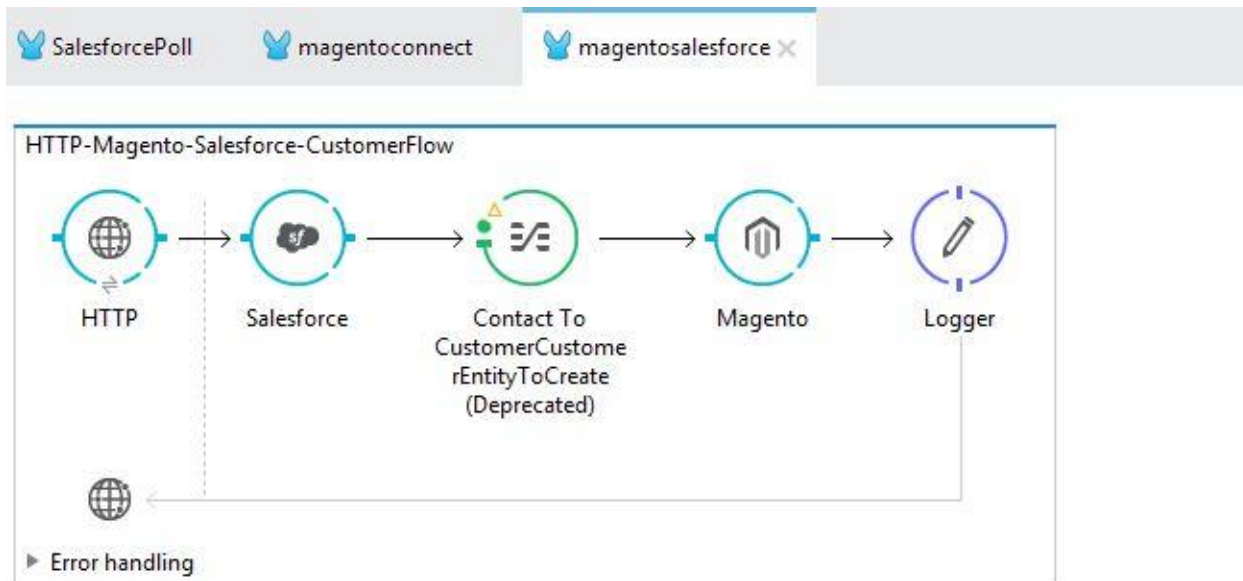 SalesforcePoll
magentoconnect
magentosalesforce
HTTP-Magento-Salesforce-CustomerFlow
HTTP
Salesforce
Contact To
CustomerCustome
rEntityToCreate
(Deprecated)
Magento
Logger
Error handling